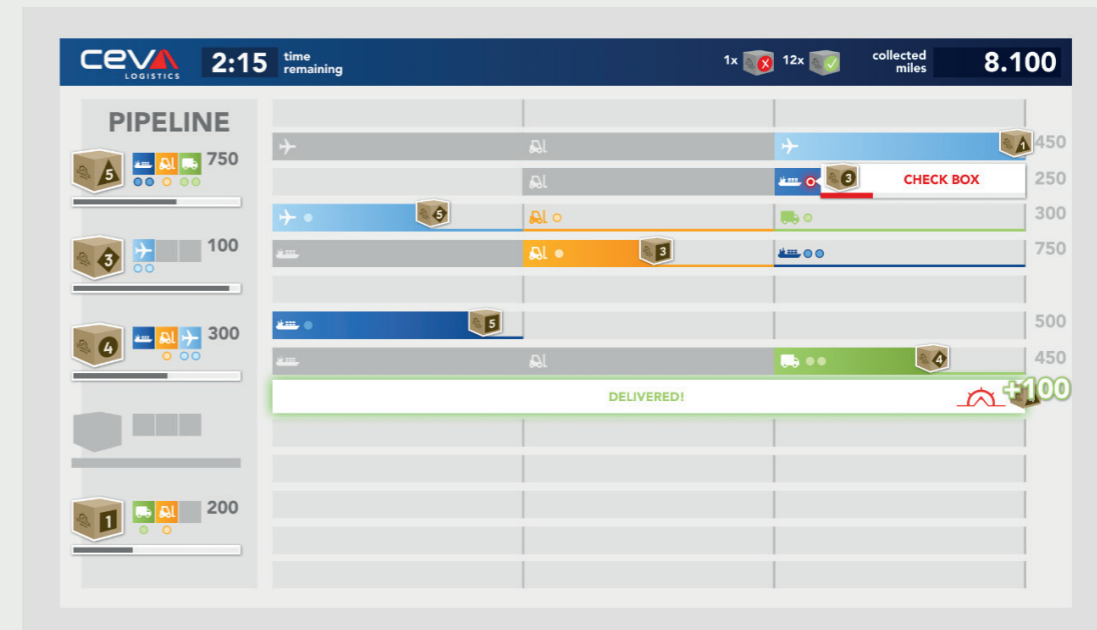 CEVA
LOGISTICS
2:15 time remaining
1x 12x
collected miles
8.100
PIPELINE
5 750
3 100
4 300
1 200
1 450
3 CHECK BOX 250
5 300
3 750
5 500
4 450
DELIVERED! +100